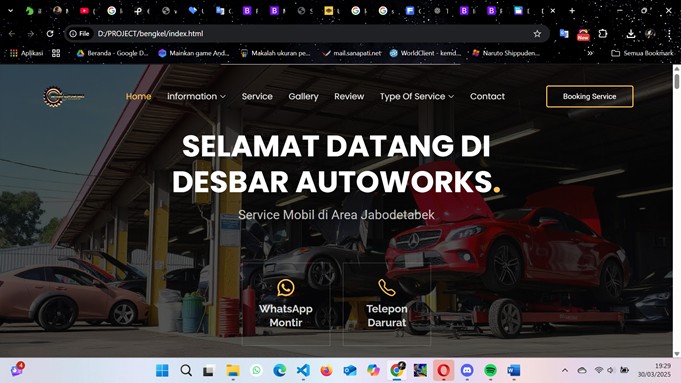 File
D:/PROJECT/bengkel/index.html
Aplikasi
Beranda - Google D...
Mainkan game And...
Makalah ukuran pe...
mail.sanapati.net
WorldClient - kemd...
Naruto Shippuden...
Semua Bookmark
Home
information
Service
Gallery
Review
Type Of Service
Contact
Booking Service
SELAMAT DATANG DI
DESBAR AUTOWORKS.
Service Mobil di Area Jabodetabek
WhatsApp
Montir
Telepon
Darurat
19:29
30/03/2025